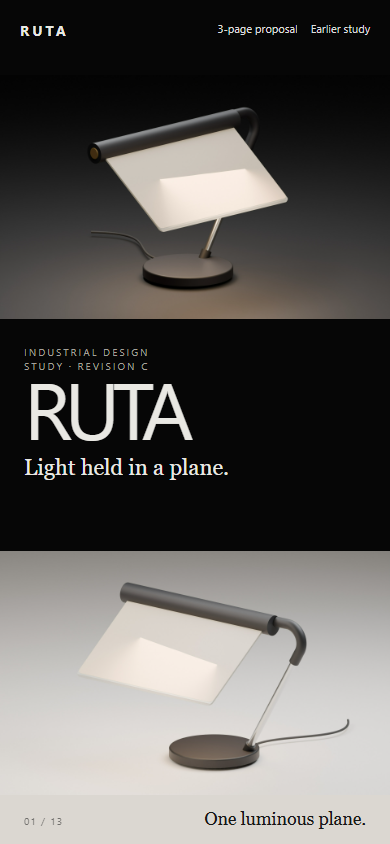 RUTA
3-page proposal Earlier study
INDUSTRIAL DESIGN
STUDY · REVISION C
RUTA
Light held in a plane.
01 / 13
One luminous plane.